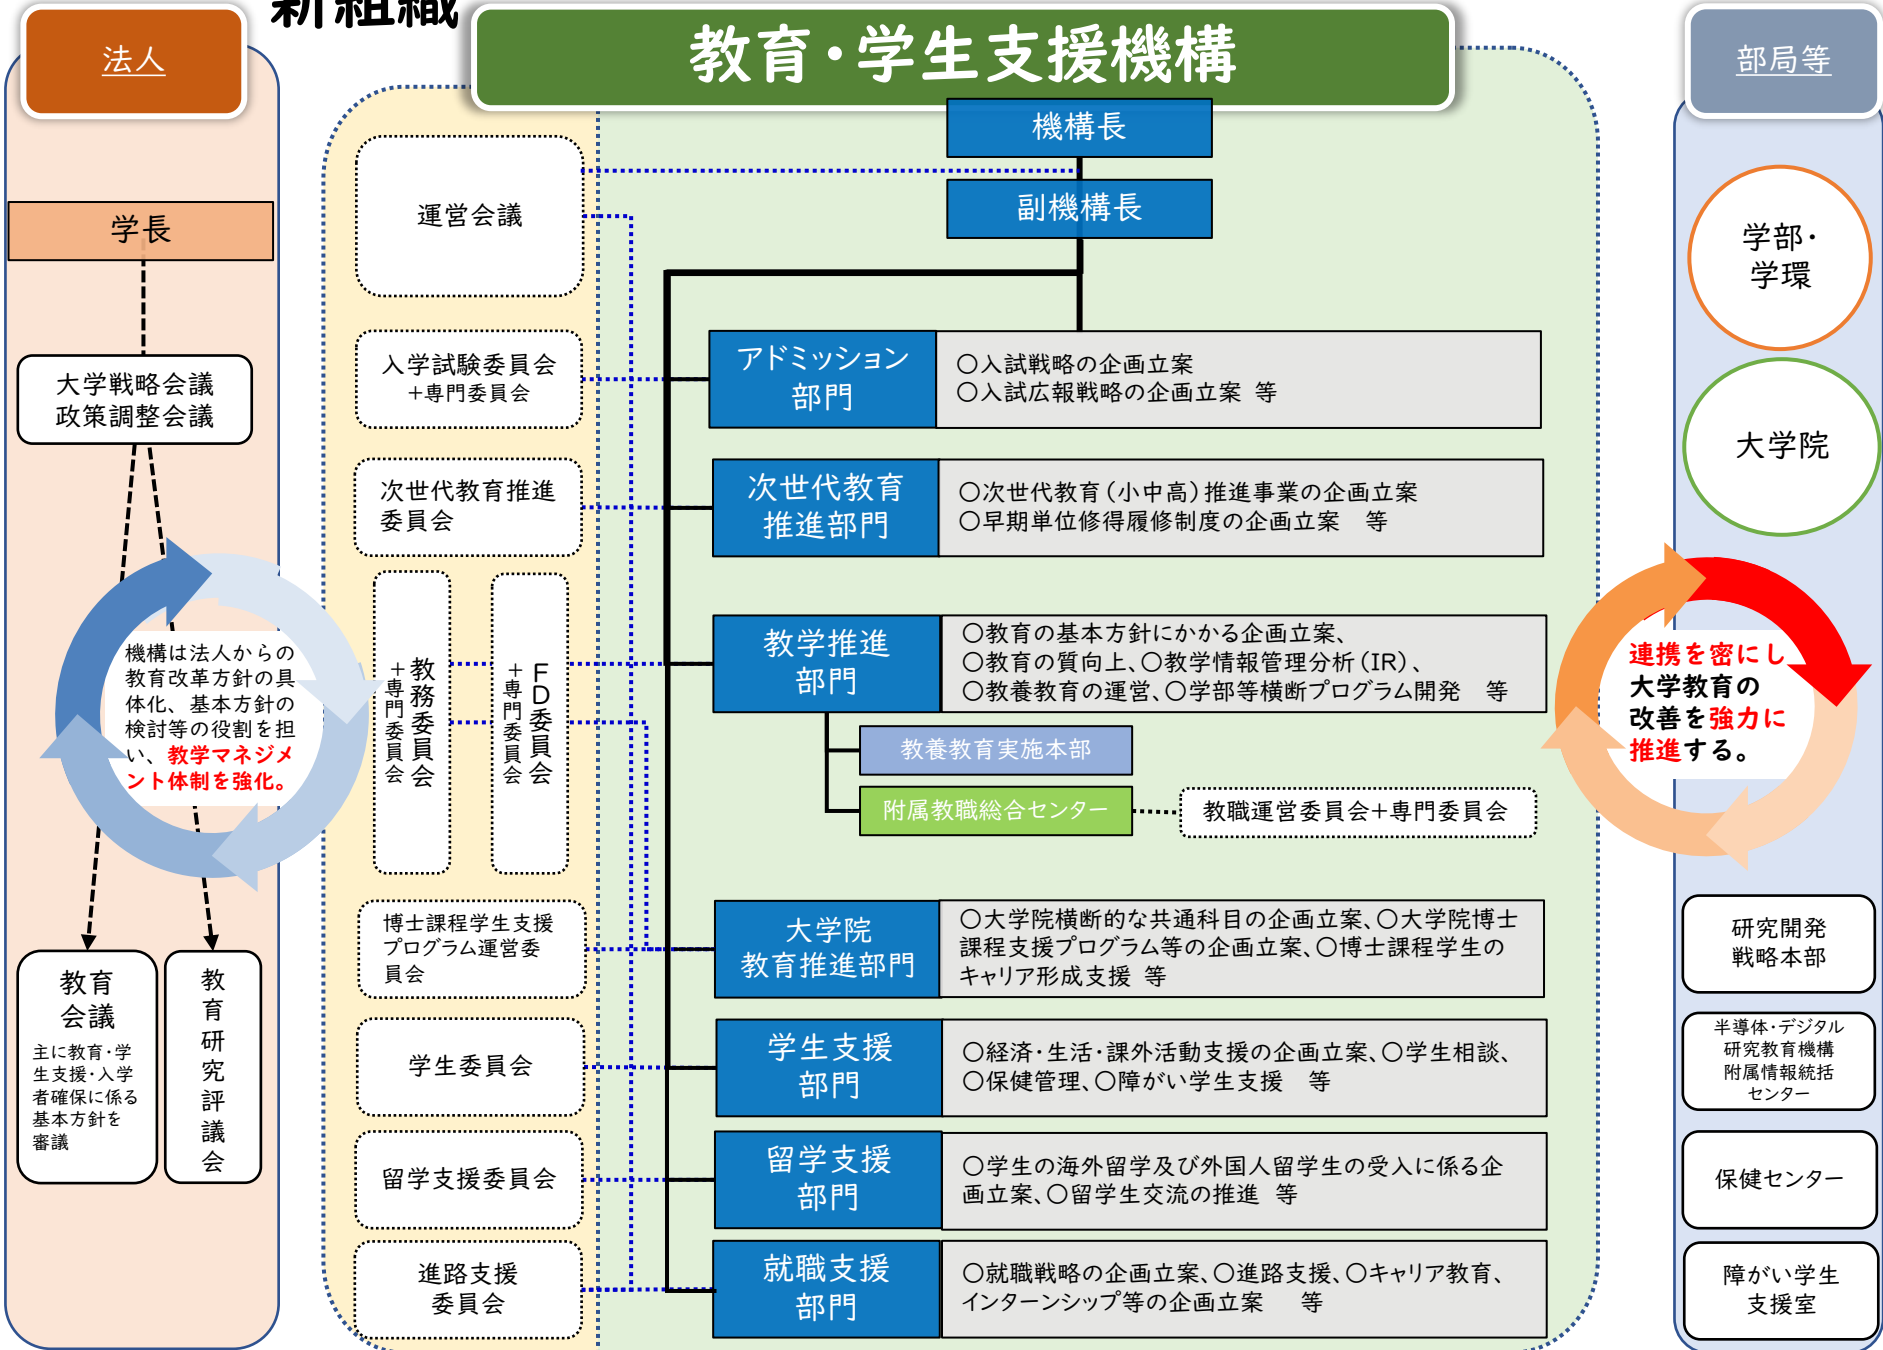 新組織
法人
教育・学生支援機構
部局等
学長
大学戦略会議
政策調整会議
機構は法人からの
教育改革方針の具
体化、基本方針の
検討等の役割を担
い、教学マネジメ
ント体制を強化。
教育
会議
主に教育・学
生支援・入学
者確保に係る
基本方針を
審議
教育研究評議会
運営会議
入学試験委員会
+専門委員会
次世代教育推進
委員会
教務委員会
+専門委員会
FD委員会
+専門委員会
博士課程学生支援
プログラム運営委
員会
学生委員会
留学支援委員会
進路支援
委員会
機構長
副機構長
アドミッション
部門
〇入試戦略の企画立案
〇入試広報戦略の企画立案 等
次世代教育
推進部門
〇次世代教育(小中高)推進事業の企画立案
〇早期単位修得履修制度の企画立案 等
教学推進
部門
〇教育の基本方針にかかる企画立案、
〇教育の質向上、〇教学情報管理分析(IR)、
〇教養教育の運営、〇学部等横断プログラム開発 等
教養教育実施本部
附属教職総合センター
教職運営委員会+専門委員会
大学院
教育推進部門
〇大学院横断的な共通科目の企画立案、〇大学院博士
課程支援プログラム等の企画立案、〇博士課程学生の
キャリア形成支援 等
学生支援
部門
〇経済・生活・課外活動支援の企画立案、〇学生相談、
〇保健管理、〇障がい学生支援 等
留学支援
部門
〇学生の海外留学及び外国人留学生の受入に係る企
画立案、〇留学生交流の推進 等
就職支援
部門
〇就職戦略の企画立案、〇進路支援、〇キャリア教育、
インターンシップ等の企画立案 等
学部・
学環
大学院
連携を密にし
大学教育の
改善を強力に
推進する。
研究開発
戦略本部
半導体・デジタル
研究教育機構
附属情報統括
センター
保健センター
障がい学生
支援室